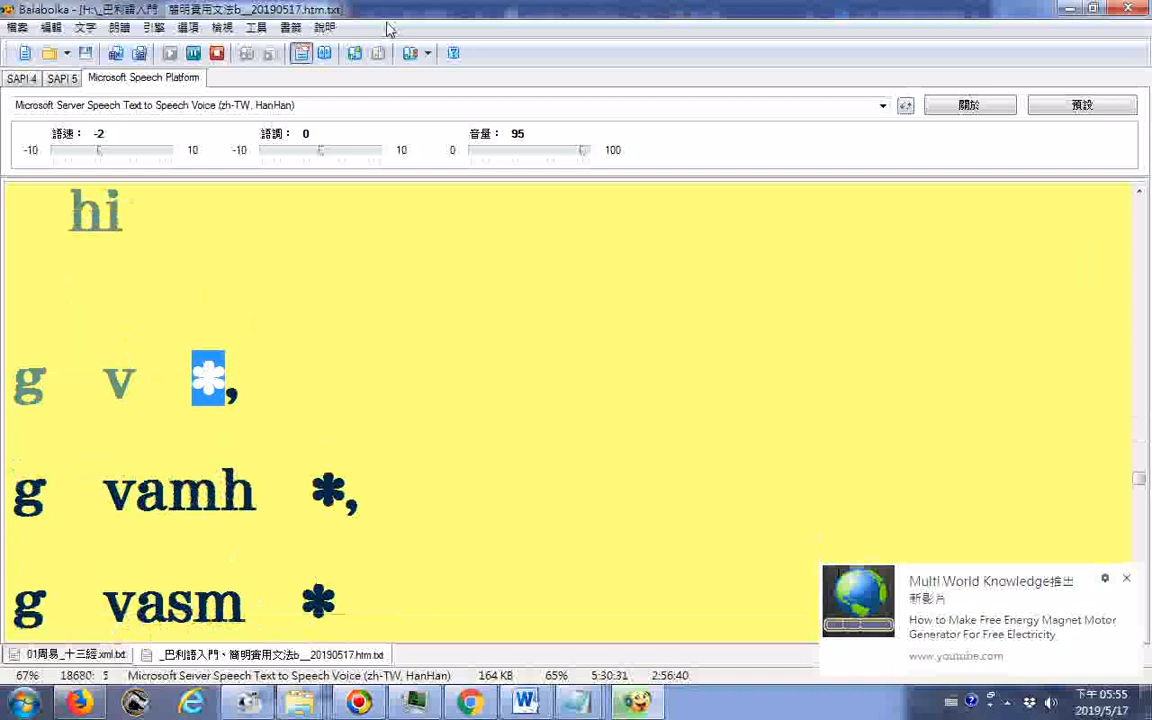 Balabolka - [H:\_巴利語入門、簡明實用文法b__20190517.htm.txt]
檔案 編輯 文字 朗讀 引擎 選項 檢視 工具 書籤 說明
SAPI 4 SAPI 5 Microsoft Speech Platform
Microsoft Server Speech Text to Speech Voice (zh-TW, HanHan) 關於 預設
語速： -2 語調： 0 音量： 95
-10 10 -10 10 0 100
hi
g v *,
g vamh *,
g vasm *
Multi World Knowledge推出
新影片
How to Make Free Energy Magnet Motor
Generator For Free Electricity
www.youtube.com
01周易_十三經.xml.txt _巴利語入門、簡明實用文法b__20190517.htm.txt
67% 18680: 5 Microsoft Server Speech Text to Speech Voice (zh-TW, HanHan) 164 KB 65% 5:30:31 2:56:40
下午 05:55
2019/5/17